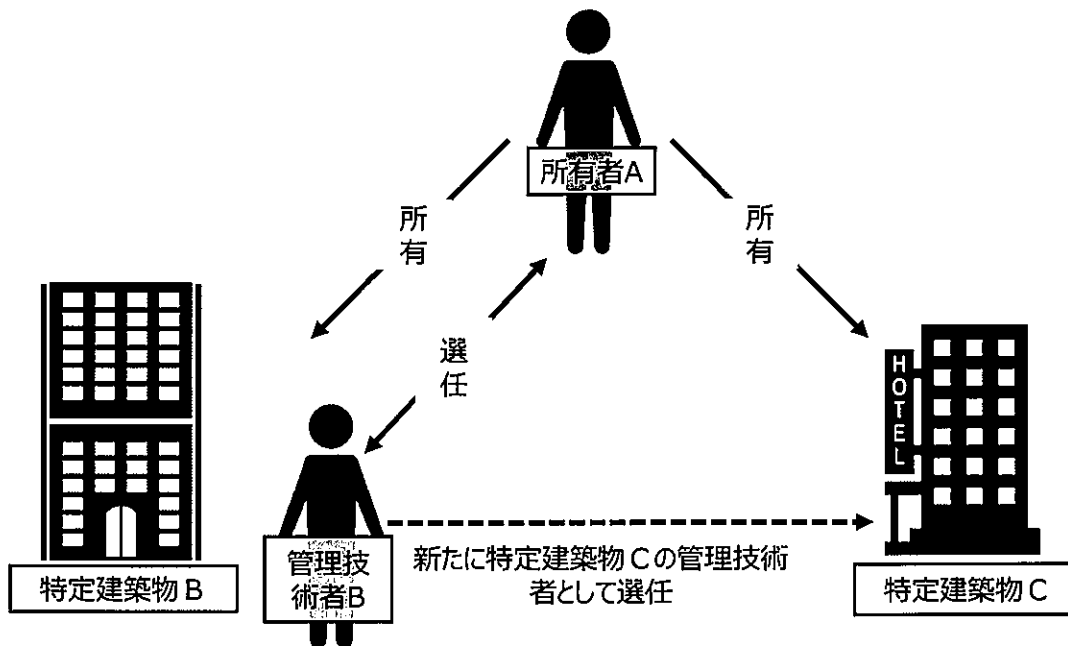 所有者A
所有
所有
選任
HOTEL
管理技
術者B
新たに特定建築物Cの管理技術
者として選任
特定建築物B
特定建築物C